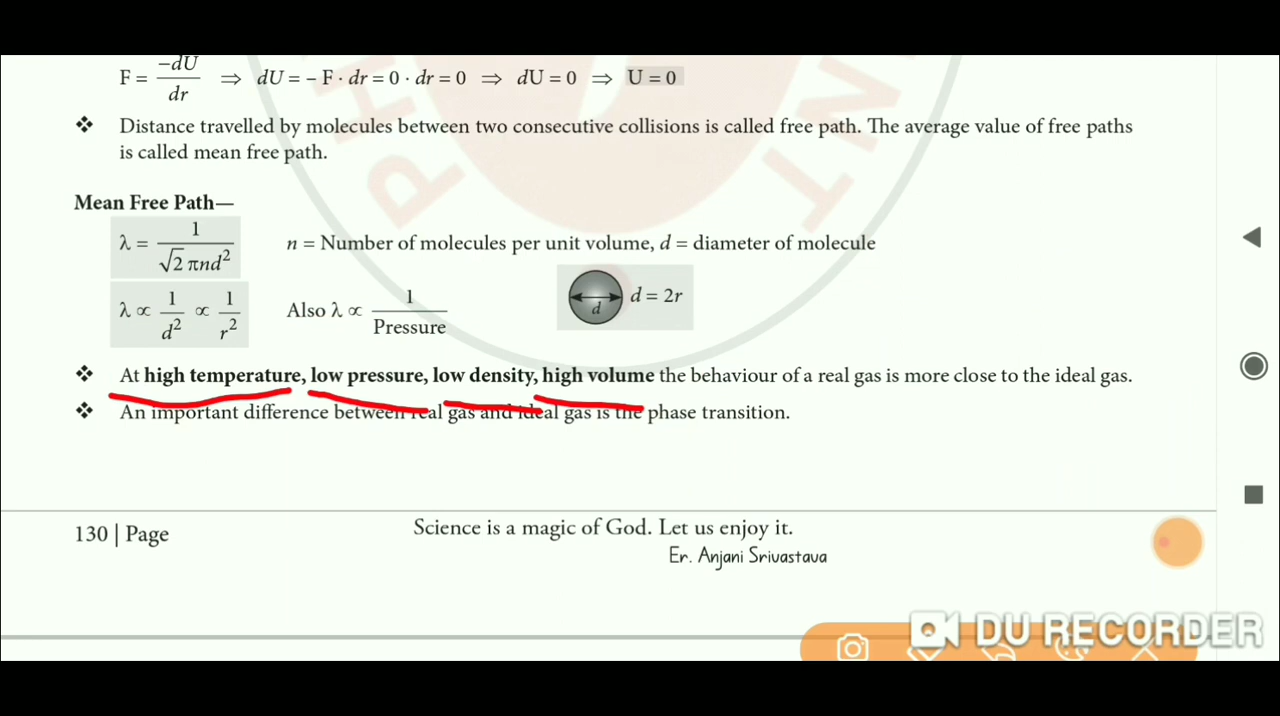 F = −dU/dr ⇒ dU = − F · dr = 0 · dr = 0 ⇒ dU = 0 ⇒ U = 0
❖ Distance travelled by molecules between two consecutive collisions is called free path. The average value of free paths
is called mean free path.
Mean Free Path—
λ = 1/√2 πnd² n = Number of molecules per unit volume, d = diameter of molecule
λ ∝ 1/d² ∝ 1/r² Also λ ∝ 1/Pressure d d = 2r
❖ At high temperature, low pressure, low density, high volume the behaviour of a real gas is more close to the ideal gas.
❖ An important difference between real gas and ideal gas is the phase transition.
130 | Page Science is a magic of God. Let us enjoy it.
Er. Anjani Srivastava
DU RECORDER